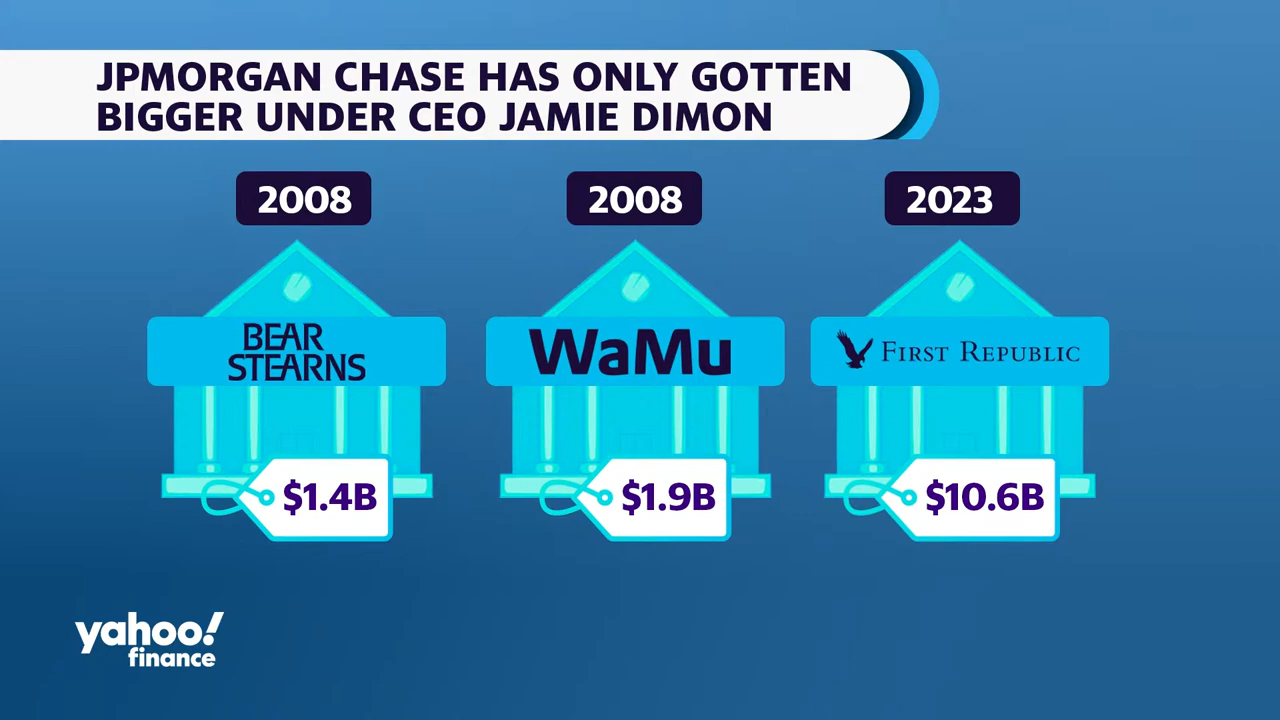 JPMORGAN CHASE HAS ONLY GOTTEN
BIGGER UNDER CEO JAMIE DIMON
2008
2008
2023
BEAR
STEARNS
WaMu
FIRST REPUBLIC
$1.4B
$1.9B
$10.6B
yahoo!
finance